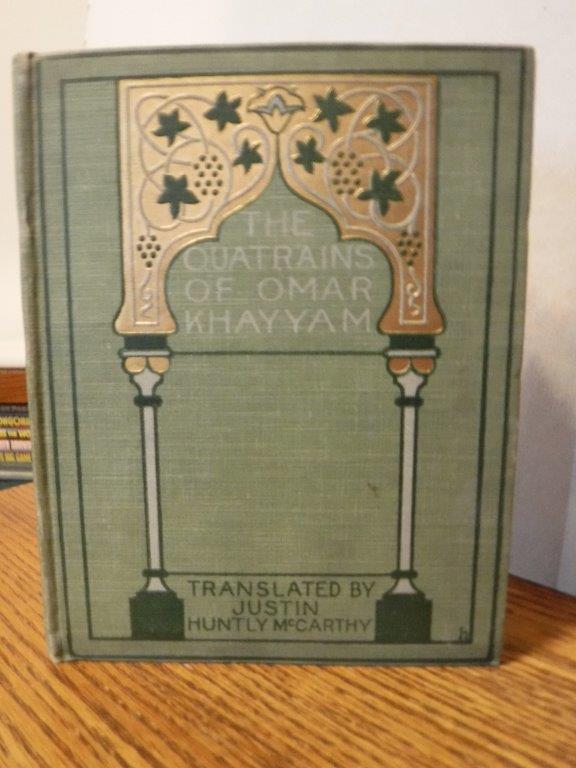 THE
QUATRAINS
OF OMAR
KHAYYAM
TRANSLATED BY
JUSTIN
HUNTLY McCARTHY
h